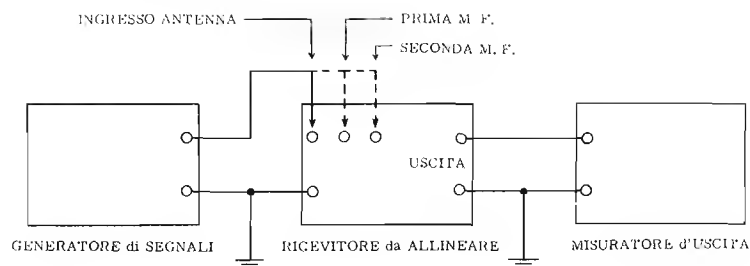 INGRESSO ANTENNA
PRIMA M. F.
SECONDA M. F.
USCITA
GENERATORE di SEGNALI
RICEVITORE da ALLINEARE
MISURATORE d'USCITA